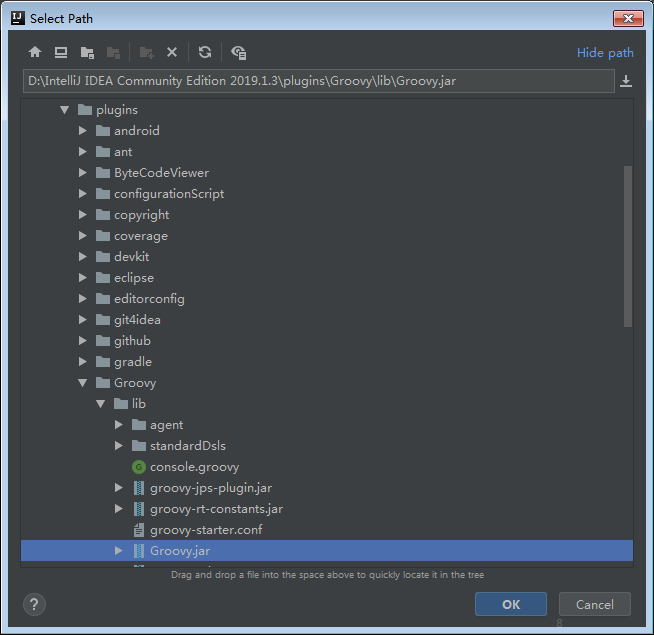 IJ Select Path
Hide path
D:\IntelliJ IDEA Community Edition 2019.1.3\plugins\Groovy\lib\Groovy.jar
plugins
android
ant
ByteCodeViewer
configurationScript
copyright
coverage
devkit
eclipse
editorconfig
git4idea
github
gradle
Groovy
lib
agent
standardDsls
G console.groovy
groovy-jps-plugin.jar
groovy-rt-constants.jar
groovy-starter.conf
Groovy.jar
Drag and drop a file into the space above to quickly locate it in the tree
? OK Cancel
8